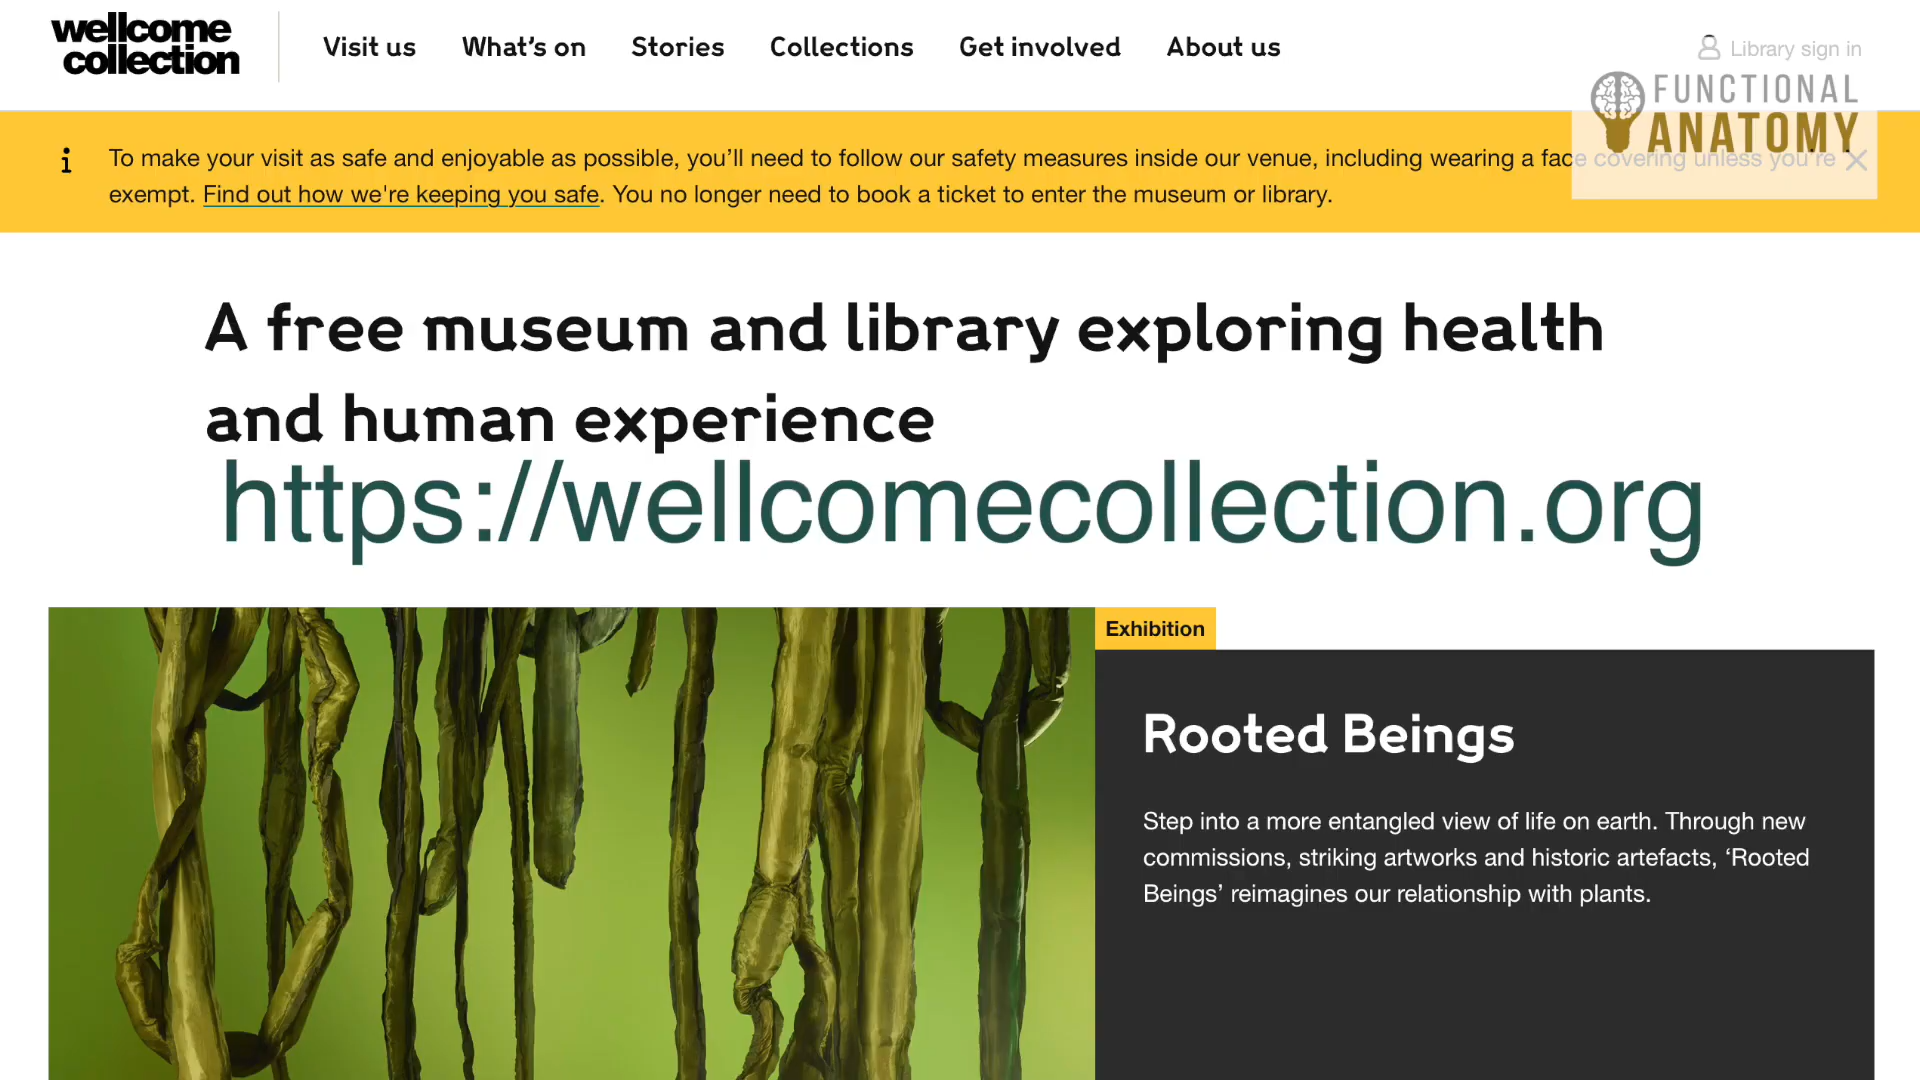 wellcome
collection
Visit us
What's on
Stories
Collections
Get involved
About us
Library sign in
FUNCTIONAL
ANATOMY
To make your visit as safe and enjoyable as possible, you'll need to follow our safety measures inside our venue, including wearing a face covering unless you're
exempt. Find out how we're keeping you safe. You no longer need to book a ticket to enter the museum or library.
A free museum and library exploring health
and human experience
https://wellcomecollection.org
Exhibition
Rooted Beings
Step into a more entangled view of life on earth. Through new
commissions, striking artworks and historic artefacts, ‘Rooted
Beings’ reimagines our relationship with plants.